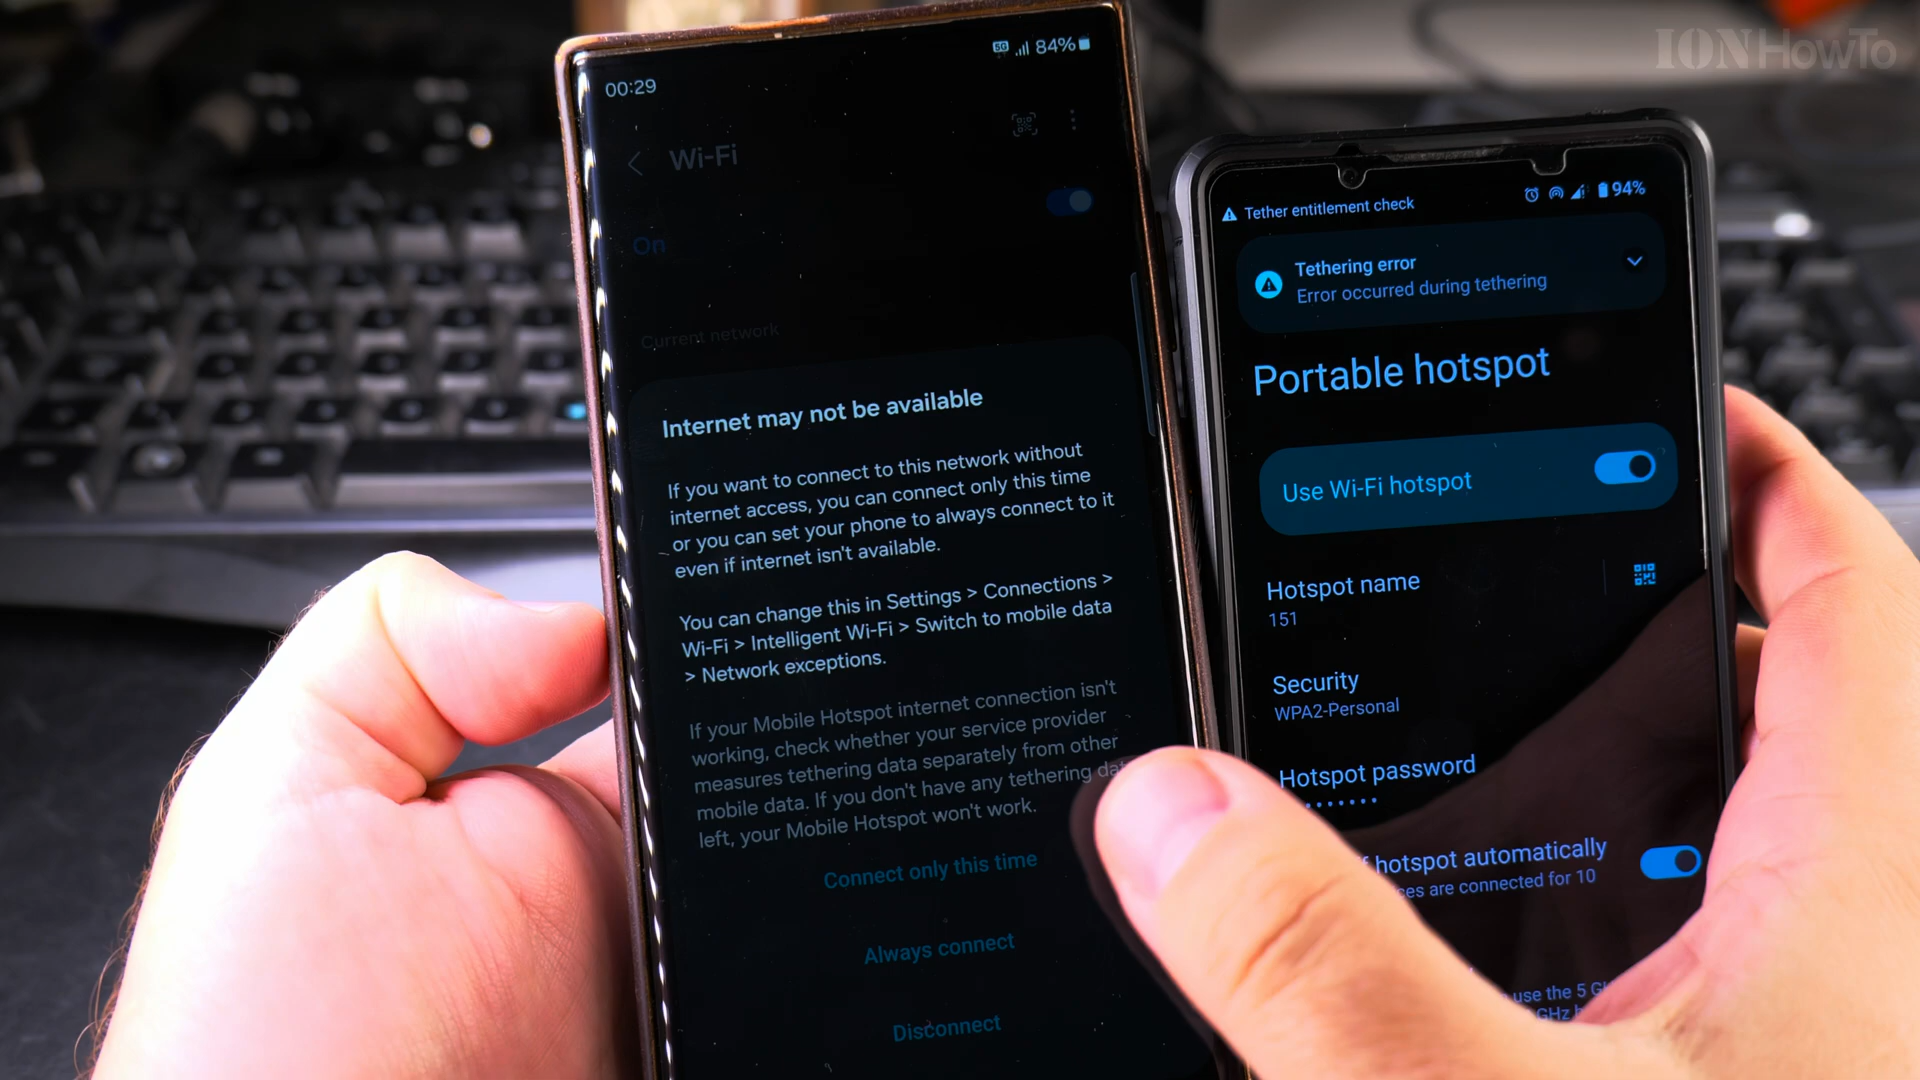 IONHowTo
00:29
5G 84%
Wi-Fi
On
Current network
Internet may not be available
If you want to connect to this network without
internet access, you can connect only this time
or you can set your phone to always connect to it
even if internet isn't available.
You can change this in Settings > Connections >
Wi-Fi > Intelligent Wi-Fi > Switch to mobile data
> Network exceptions.
If your Mobile Hotspot internet connection isn't
working, check whether your service provider
measures tethering data separately from other
mobile data. If you don't have any tethering
left, your Mobile Hotspot won't work.
Connect only this time
Always connect
Disconnect
Tether entitlement check
94%
Tethering error
Error occurred during tethering
Portable hotspot
Use Wi-Fi hotspot
Hotspot name
151
Security
WPA2-Personal
Hotspot password
hotspot automatically
are connected for 10
use the 5
GHz